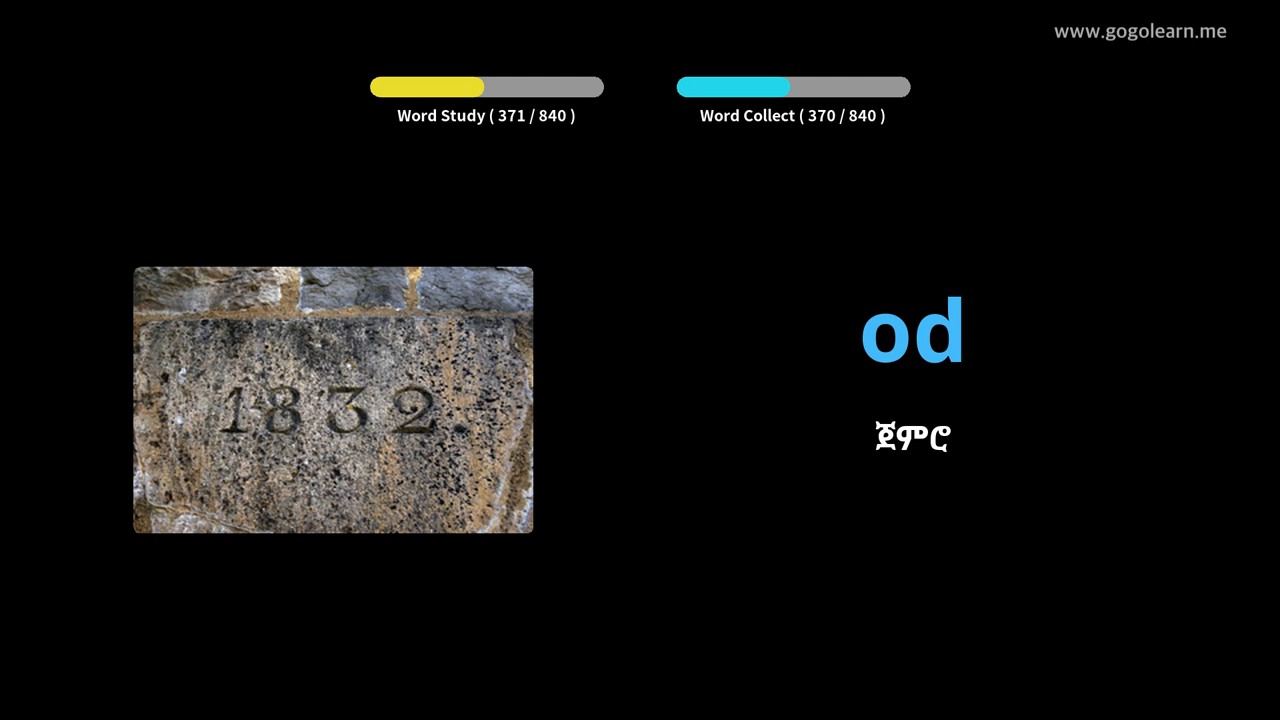 www.gogolearn.me
Word Study ( 371 / 840 )
Word Collect ( 370 / 840 )
1832.
od
ጀምሮ